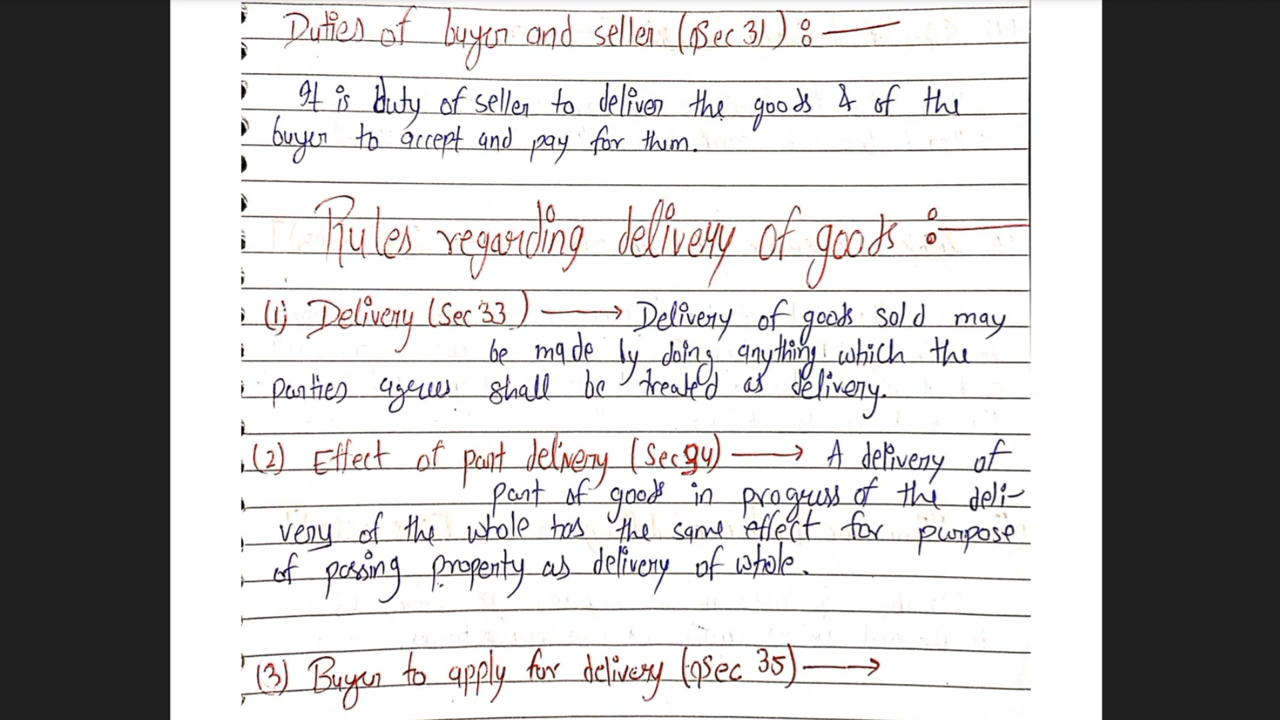 Duties of buyer and seller (Sec 31) :—
It is duty of seller to deliver the goods & of the
buyer to accept and pay for them.
Rules regarding delivery of goods :—
(1) Delivery (Sec 33) → Delivery of goods sold may
be made by doing anything which the
parties agrees shall be treated as delivery.
(2) Effect of part delivery (Sec 34) → A delivery of
part of goods in progress of the deli-
very of the whole has the same effect for purpose
of passing property as delivery of whole.
(3) Buyer to apply for delivery (Sec 35) →